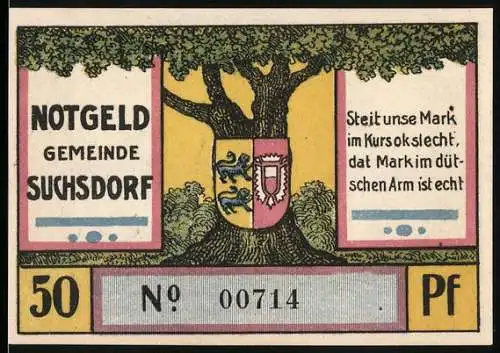 NOTGELD
GEMEINDE
SUCHSDORF
Steit unse Mark
im Kurs ok slecht,
dat Mark im düt-
schen Arm ist echt
50
Nº 00714
Pf